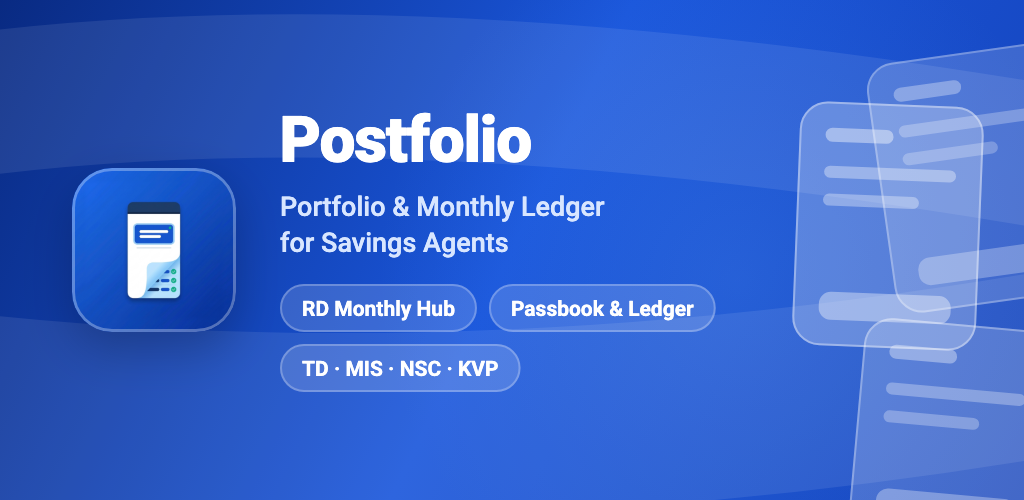 Postfolio
Portfolio & Monthly Ledger
for Savings Agents
RD Monthly Hub
Passbook & Ledger
TD · MIS · NSC · KVP